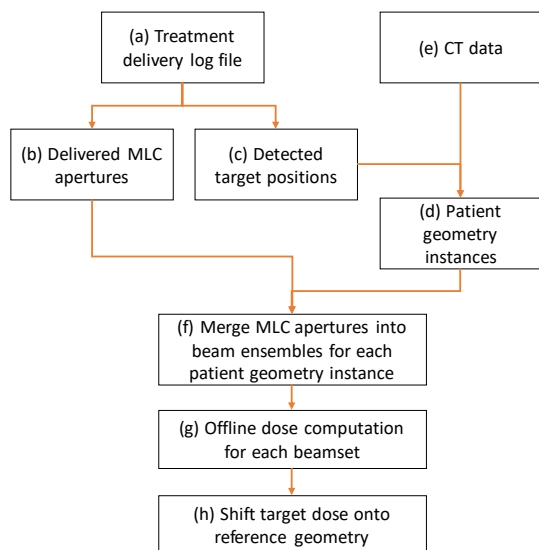 (a) Treatment
delivery log file
(e) CT data
(b) Delivered MLC
apertures
(c) Detected
target positions
(d) Patient
geometry
instances
(f) Merge MLC apertures into
beam ensembles for each
patient geometry instance
(g) Offline dose computation
for each beamset
(h) Shift target dose onto
reference geometry